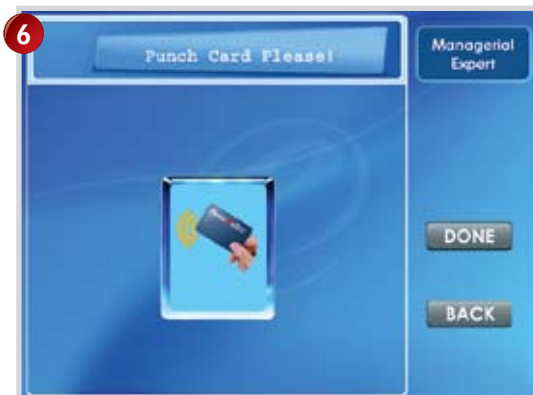 6
Punch Card Please!
Managerial
Expert
DONE
BACK